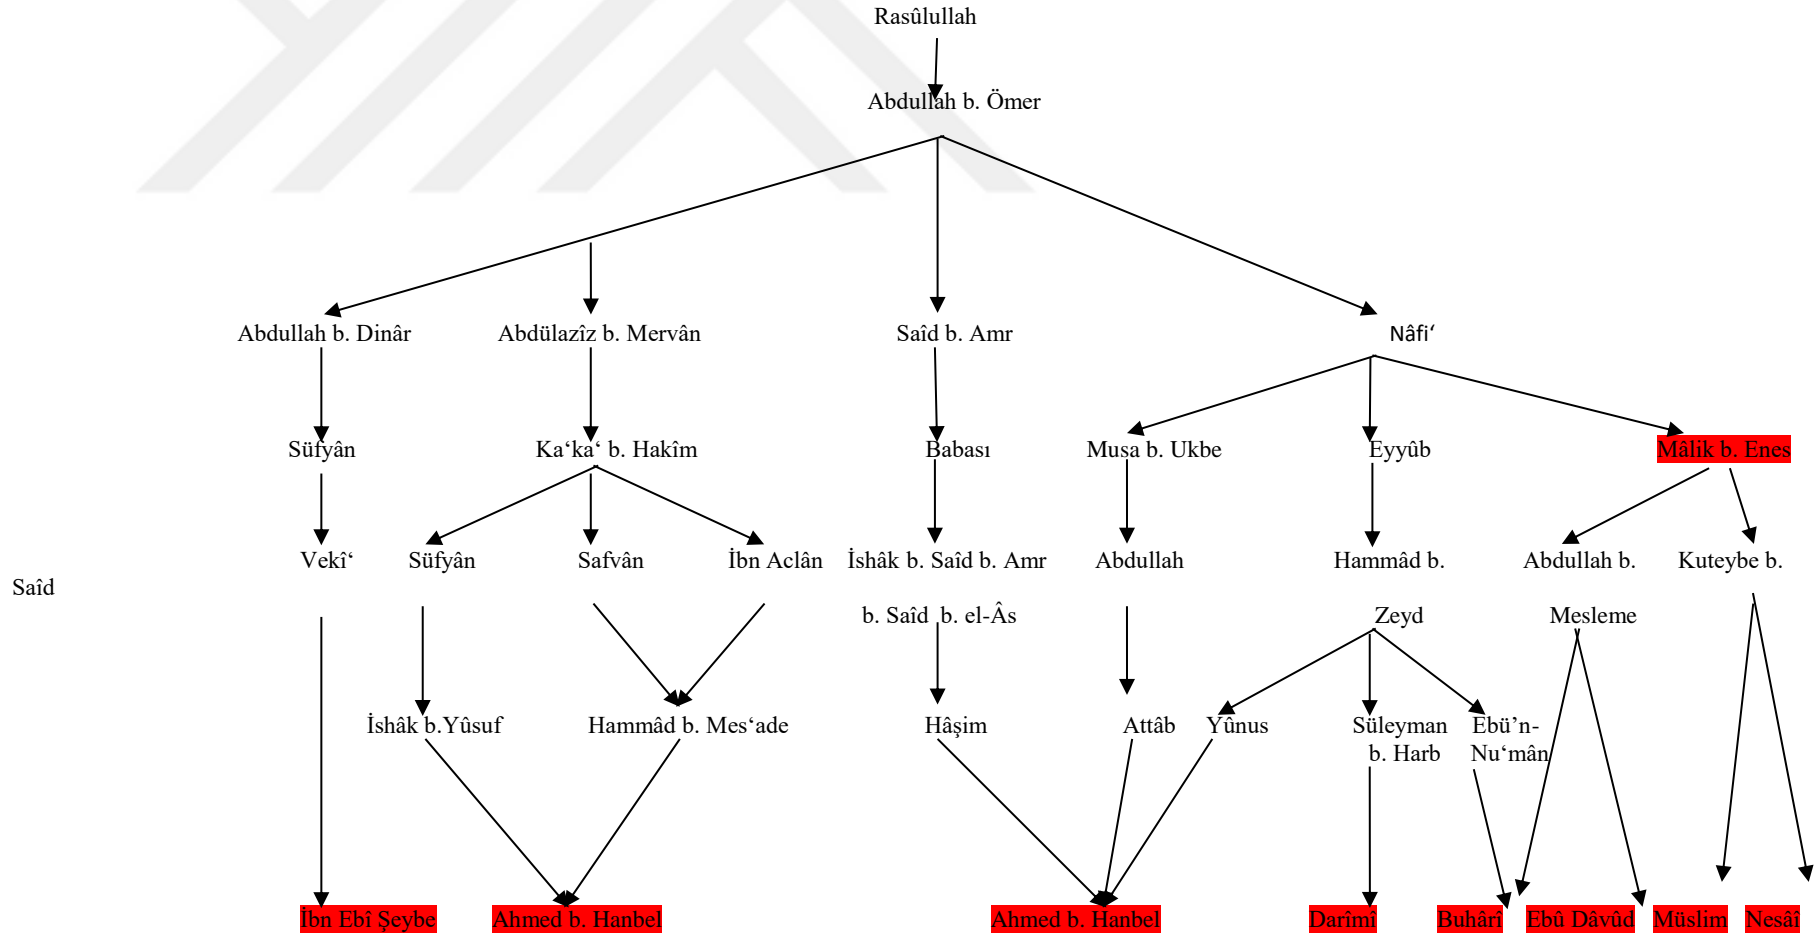 Rasûlullah
Abdullah b. Ömer
Abdullah b. Dinâr Abdülazîz b. Mervân Saîd b. Amr Nâfi‘
Süfyân Ka‘ka‘ b. Hakîm Babası Musa b. Ukbe Eyyûb Mâlik b. Enes
Vekî‘ Süfyân Safvân İbn Aclân İshâk b. Saîd b. Amr Abdullah Hammâd b. Abdullah b. Kuteybe b.
Saîd
b. Saîd b. el-Âs Zeyd Mesleme
İshâk b.Yûsuf Hammâd b. Mes‘ade Hâşim Attâb Yûnus Süleyman Ebü’n-
b. Harb Nu‘mân
İbn Ebî Şeybe Ahmed b. Hanbel Ahmed b. Hanbel Darîmî Buhârî Ebû Dâvûd Müslim Nesâî